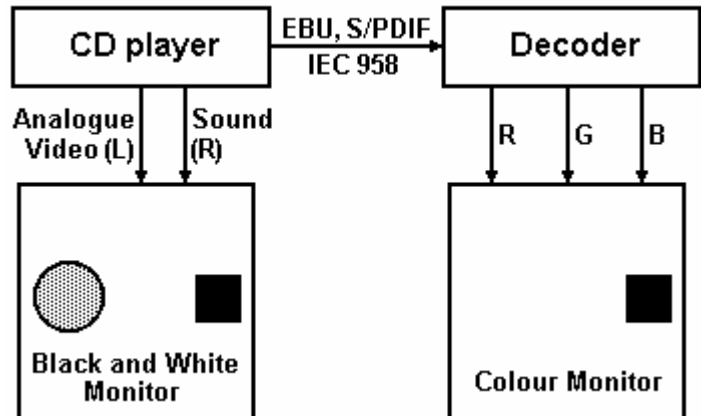 CD player
EBU, S/PDIF
IEC 958
Decoder
Analogue
Video (L)
Sound
(R)
R
G
B
Black and White
Monitor
Colour Monitor